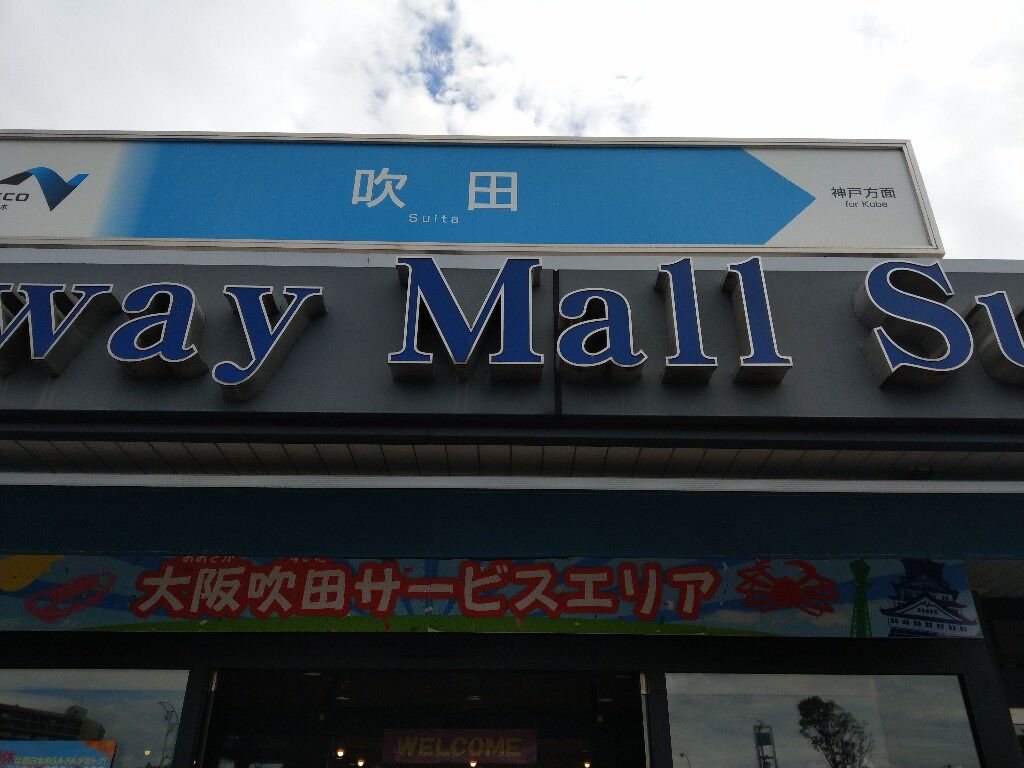 吹田
Suita
神戸方面
for Kobe
way Mall Su
大阪吹田サービスエリア
WELCOME